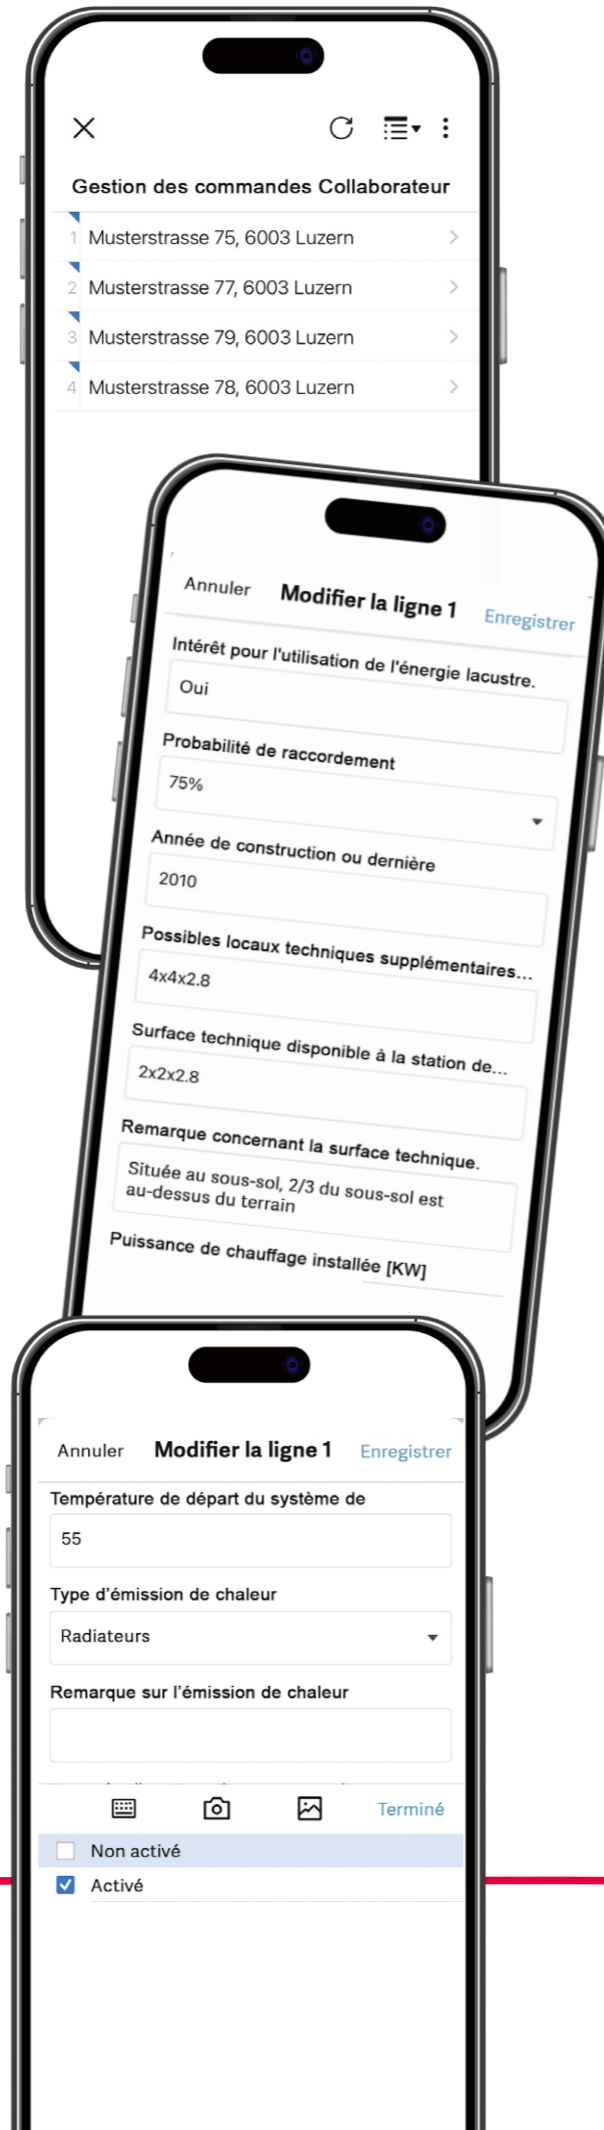 Gestion des commandes Collaborateur
1 Musterstrasse 75, 6003 Luzern
2 Musterstrasse 77, 6003 Luzern
3 Musterstrasse 79, 6003 Luzern
4 Musterstrasse 78, 6003 Luzern
Annuler Modifier la ligne 1 Enregistrer
Intérêt pour l'utilisation de l'énergie lacustre.
Oui
Probabilité de raccordement
75%
Année de construction ou dernière
2010
Possibles locaux techniques supplémentaires...
4x4x2.8
Surface technique disponible à la station de...
2x2x2.8
Remarque concernant la surface technique.
Située au sous-sol, 2/3 du sous-sol est
au-dessus du terrain
Puissance de chauffage installée [KW]
Annuler Modifier la ligne 1 Enregistrer
Température de départ du système de
55
Type d'émission de chaleur
Radiateurs
Remarque sur l'émission de chaleur
Terminé
Non activé
Activé